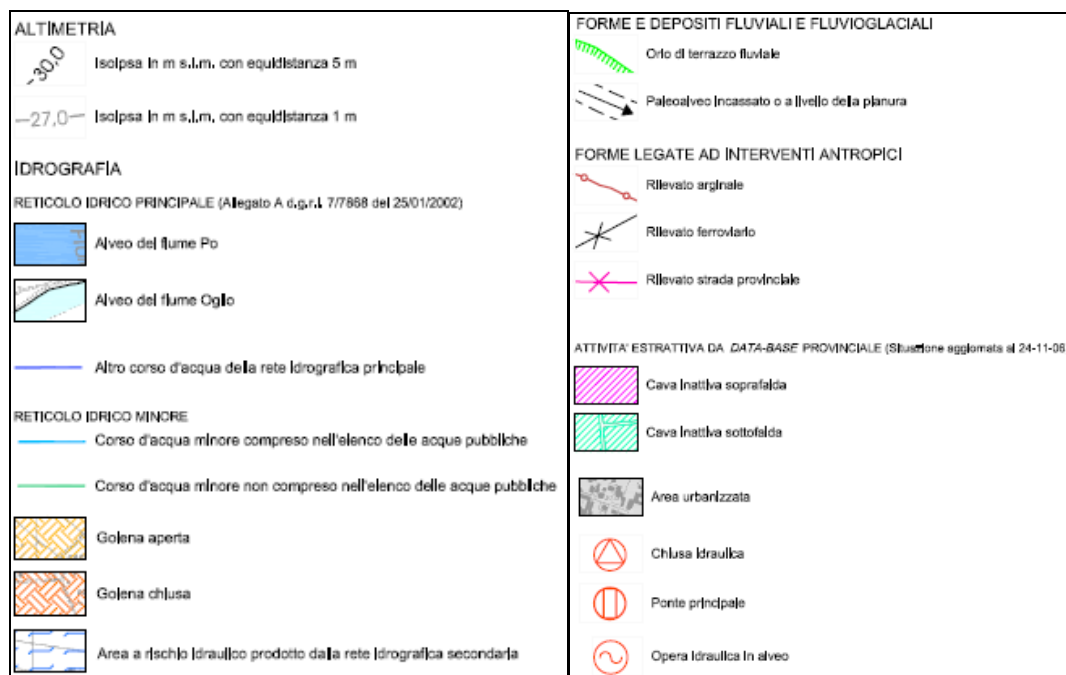 ALTIMETRIA
-30,0
Isoipsa in m s.l.m. con equidistanza 5 m
-27,0
Isoipsa in m s.l.m. con equidistanza 1 m
IDROGRAFIA
RETICOLO IDRICO PRINCIPALE (Allegato A d.g.r.l. 7/7868 del 25/01/2002)
Alveo del fiume Po
Alveo del fiume Oglio
Altro corso d'acqua della rete idrografica principale
RETICOLO IDRICO MINORE
Corso d'acqua minore compreso nell'elenco delle acque pubbliche
Corso d'acqua minore non compreso nell'elenco delle acque pubbliche
Golena aperta
Golena chiusa
Area a rischio idraulico prodotto dalla rete idrografica secondaria
FORME E DEPOSITI FLUVIALI E FLUVIOGLACIALI
Orlo di terrazzo fluviale
Paleoalveo incassato o a livello della pianura
FORME LEGATE AD INTERVENTI ANTROPICI
Rilevato arginale
Rilevato ferroviario
Rilevato strada provinciale
ATTIVITA' ESTRATTIVA DA DATA-BASE PROVINCIALE (Situazione aggiornata al 24-11-06
Cava inattiva soprafalda
Cava inattiva sottofalda
Area urbanizzata
Chiusa idraulica
Ponte principale
Opera idraulica in alveo